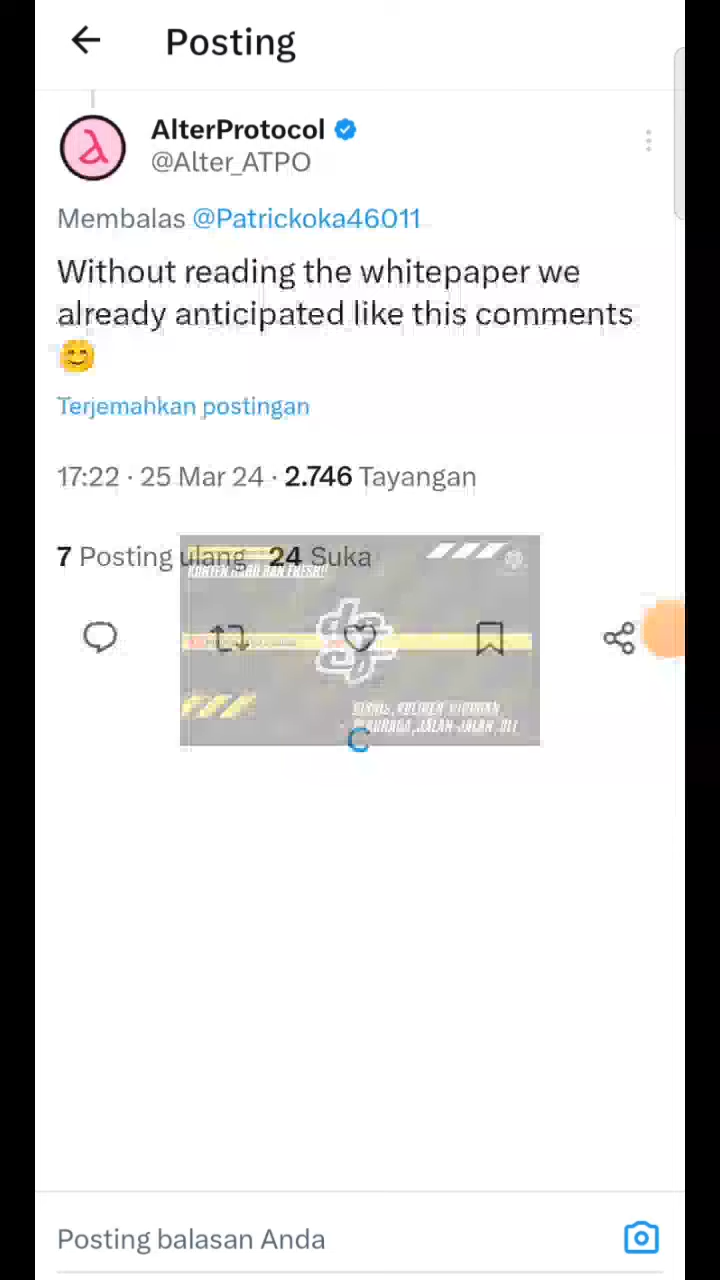 Posting
AlterProtocol
@Alter_ATPO
Membalas @Patrickoka46011
Without reading the whitepaper we
already anticipated like this comments
😊
Terjemahkan postingan
17:22 · 25 Mar 24 · 2.746 Tayangan
7 Posting ulang 24 Suka
Posting balasan Anda